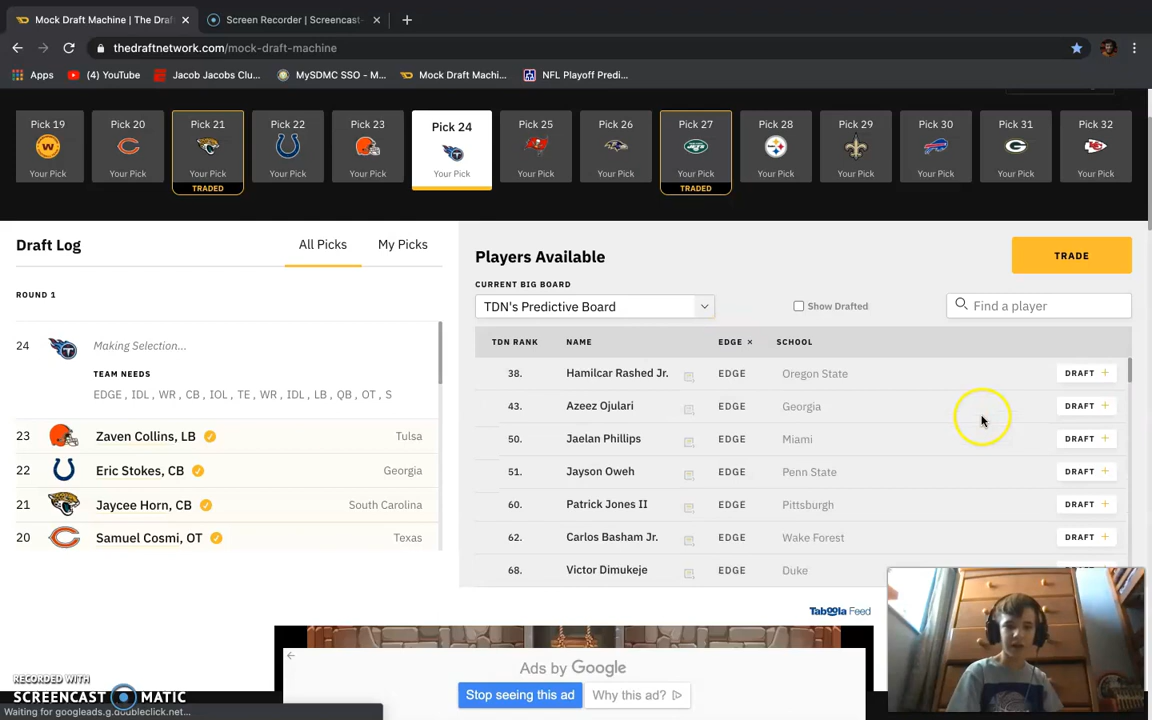 Mock Draft Machine | The Draf
Screen Recorder | Screencast-
thedraftnetwork.com/mock-draft-machine
Apps (4) YouTube Jacob Jacobs Clu... MySDMC SSO - M... Mock Draft Machi... NFL Playoff Predi...
Pick 19 Pick 20 Pick 21 Pick 22 Pick 23 Pick 24 Pick 25 Pick 26 Pick 27 Pick 28 Pick 29 Pick 30 Pick 31 Pick 32
W
Your Pick Your Pick Your Pick Your Pick Your Pick Your Pick Your Pick Your Pick Your Pick Your Pick Your Pick Your Pick Your Pick Your Pick
TRADED TRADED
Draft Log All Picks My Picks
ROUND 1
24 Making Selection...
TEAM NEEDS
EDGE , IDL , WR , CB , IOL , TE , WR , IDL , LB , QB , OT , S
23 Zaven Collins, LB Tulsa
22 Eric Stokes, CB Georgia
21 Jaycee Horn, CB South Carolina
20 Samuel Cosmi, OT Texas
Players Available TRADE
CURRENT BIG BOARD
TDN's Predictive Board Show Drafted Find a player
TDN RANK NAME EDGE × SCHOOL
38. Hamilcar Rashed Jr. EDGE Oregon State DRAFT +
43. Azeez Ojulari EDGE Georgia DRAFT +
50. Jaelan Phillips EDGE Miami DRAFT +
51. Jayson Oweh EDGE Penn State DRAFT +
60. Patrick Jones II EDGE Pittsburgh DRAFT +
62. Carlos Basham Jr. EDGE Wake Forest DRAFT +
68. Victor Dimukeje EDGE Duke
Taboola Feed
Ads by Google
Stop seeing this ad Why this ad?
RECORDED WITH
SCREENCAST MATIC
Waiting for googleads.g.doubleclick.net...